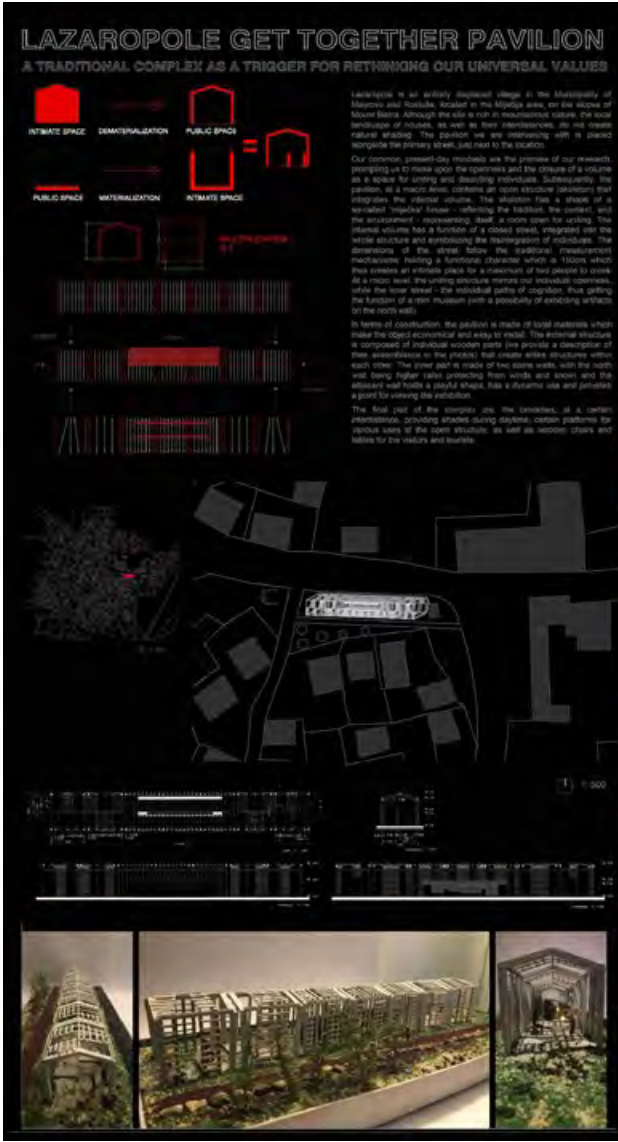 LAZAROPOLE GET TOGETHER PAVILION
A TRADITIONAL COMPLEX AS A TRIGGER FOR RETHINKING OUR UNIVERSAL VALUES
INTIMATE SPACE
DEMATERIALIZATION
PUBLIC SPACE
PUBLIC SPACE
MATERIALIZATION
INTIMATE SPACE
=
Lazaropole is an entirely displaced village in the Municipality of
Mavrovo and Rostushe, located in the Mijakija area, on the slopes of
Mount Bistra. Although the site is rich in mountainous nature, the local
landscape of houses, as well as their interdistances, do not create
natural shading. The pavilion we are intervening with is placed
alongside the primary street, just next to the location.
Our common, present-day mindsets are the premise of our research,
prompting us to move upon the openness and the closure of a volume
as a space for uniting and disuniting individuals. Subsequently, the
pavilion, at a macro level, contains an open structure (skeleton) that
integrates the internal volume. The skeleton has a shape of a
so-called "mijachka" house - reflecting the tradition, the context, and
the environment - representing, itself, a room open for uniting. The
internal volume has a function of a closed street, integrated into the
whole structure and symbolizing the disintegration of individuals. The
dimensions of the street follow the traditional measurement
mechanisms, holding a functional character which is 150cm which
thus creates an intimate place for a maximum of two people to cross.
At a micro level, the uniting structure mirrors our individual openness,
while the inner street - the individual paths of cognition, thus getting
the function of a mini museum (with a possibility of exhibiting artifacts
on the north wall).
In terms of construction, the pavilion is made of local materials which
make the object economical and easy to install. The external structure
is composed of individual wooden parts (we provide a description of
their assemblance in the photos) that create entire structures within
each other. The inner part is made of two stone walls, with the north
wall being higher (also protecting from winds and snow) and the
adjacent wall holds a playful shape, has a dynamic use and provides
a point for viewing the exhibition.
The final part of the complex are the at a certain
interdistance, providing shades during daytime, certain platforms for
various uses of the open structure, as well as wooden chairs and
tables for the visitors and tourists.
1:500